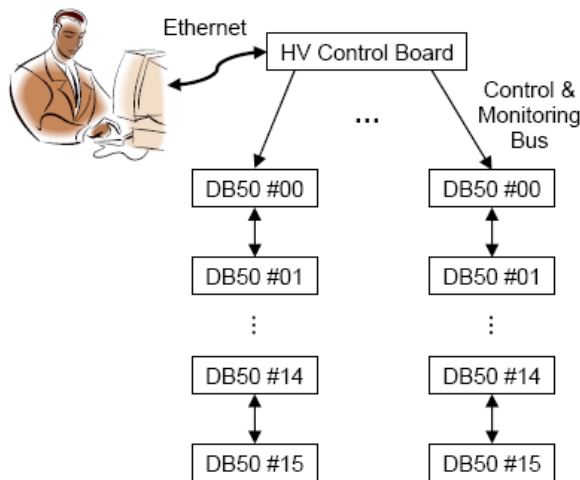 Ethernet
HV Control Board
Control &
Monitoring
Bus
...
DB50 #00
DB50 #00
DB50 #01
DB50 #01
...
...
DB50 #14
DB50 #14
DB50 #15
DB50 #15